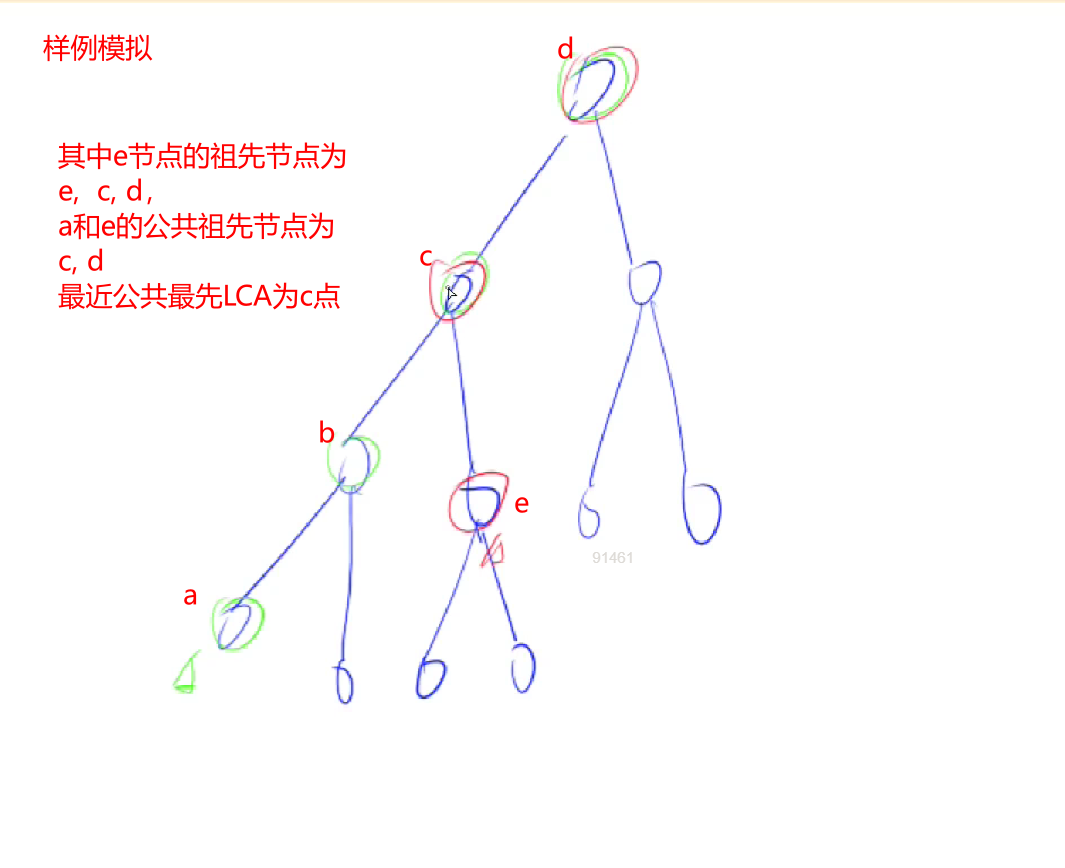 样例模拟
d
其中e节点的祖先节点为
e, c, d,
a和e的公共祖先节点为
c, d
最近公共最先LCA为c点
c
b
e
91461
a